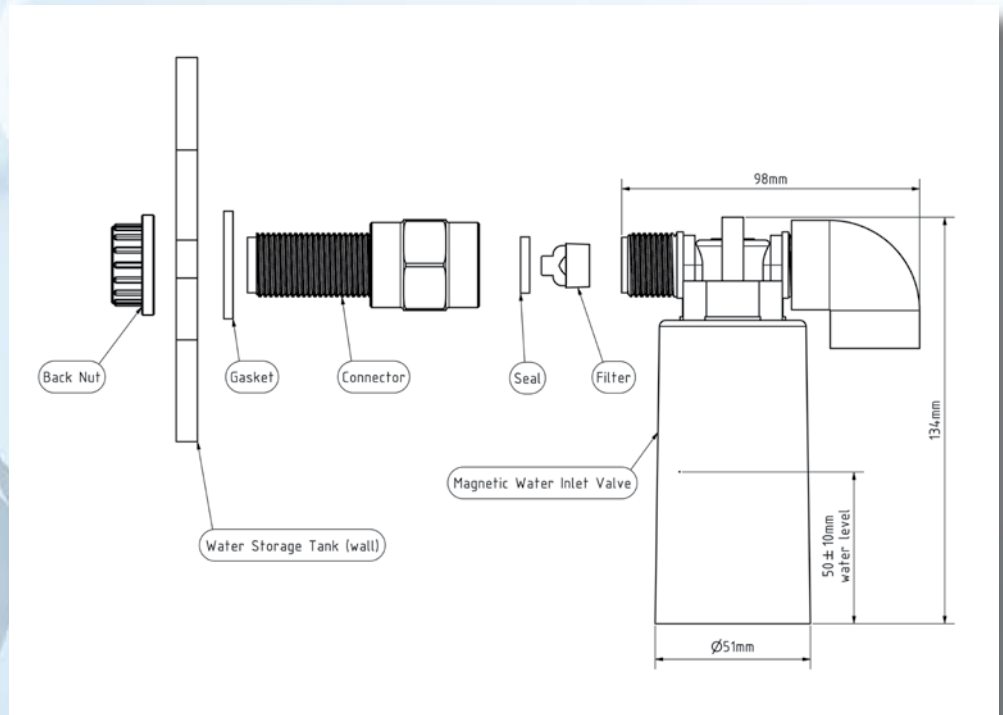 98mm
Back Nut
Gasket
Connector
Seal
Filter
134mm
Magnetic Water Inlet Valve
50±10mm
water level
Water Storage Tank (wall)
Ø51mm